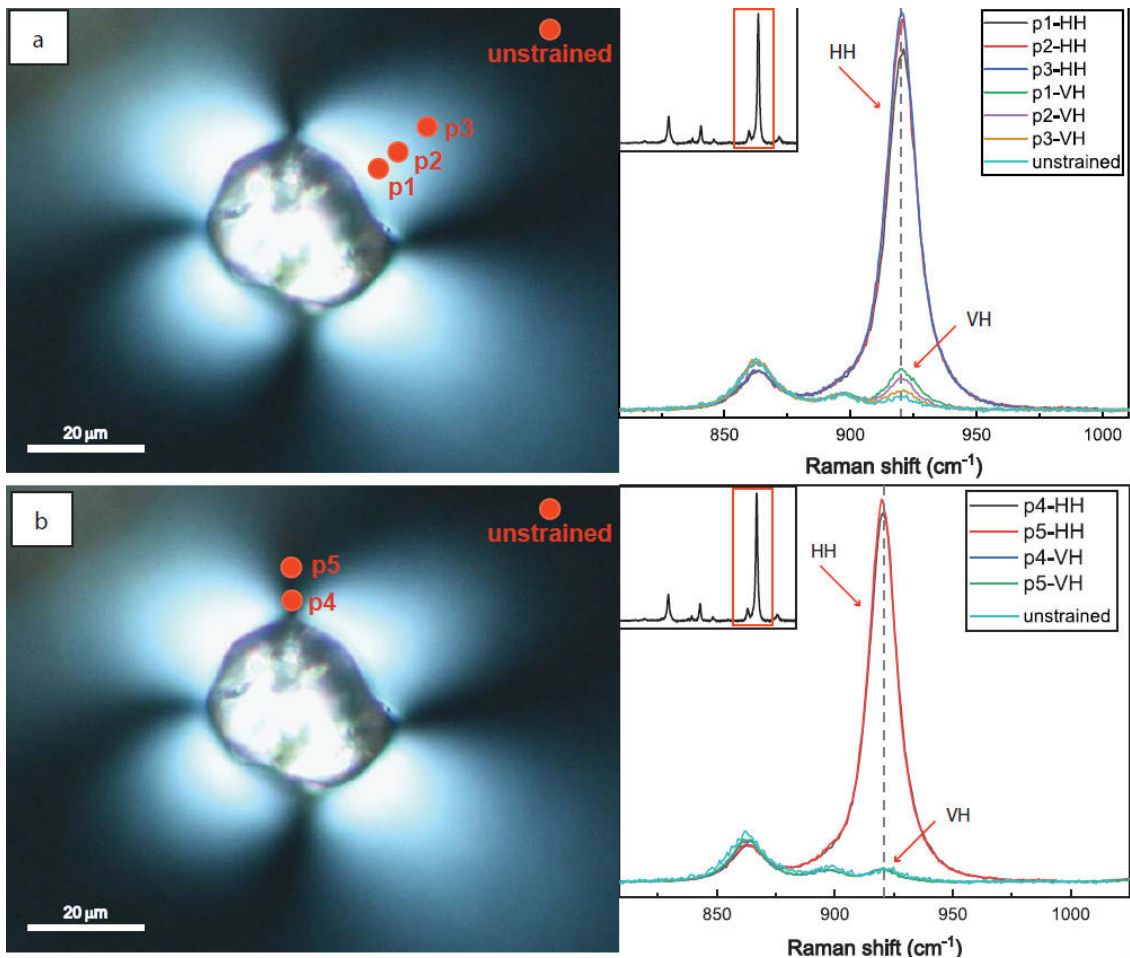 a
unstrained
p3
p2
p1
20 µm
HH
VH
p1-HH
p2-HH
p3-HH
p1-VH
p2-VH
p3-VH
unstrained
850
900
950
1000
Raman shift (cm⁻¹)
b
unstrained
p5
p4
20 µm
HH
VH
p4-HH
p5-HH
p4-VH
p5-VH
unstrained
850
900
950
1000
Raman shift (cm⁻¹)